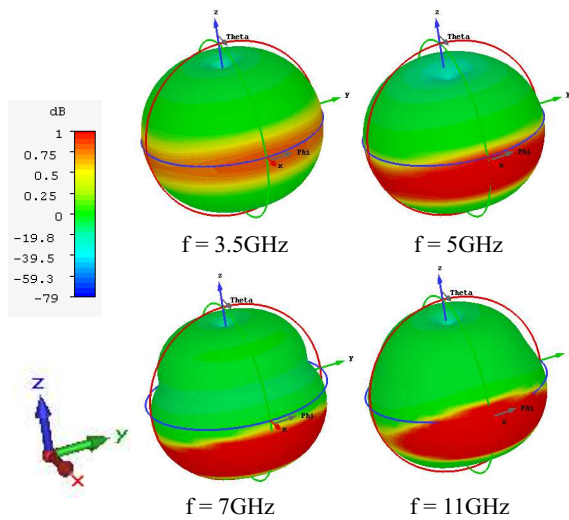 z
Theta
y
Phi
x
z
Theta
Phi
x
dB
1
0.75
0.5
0.25
0
-19.8
-39.5
-59.3
-79
f = 3.5GHz
f = 5GHz
z
Theta
y
Phi
x
z
Theta
Phi
z
y
x
f = 7GHz
f = 11GHz